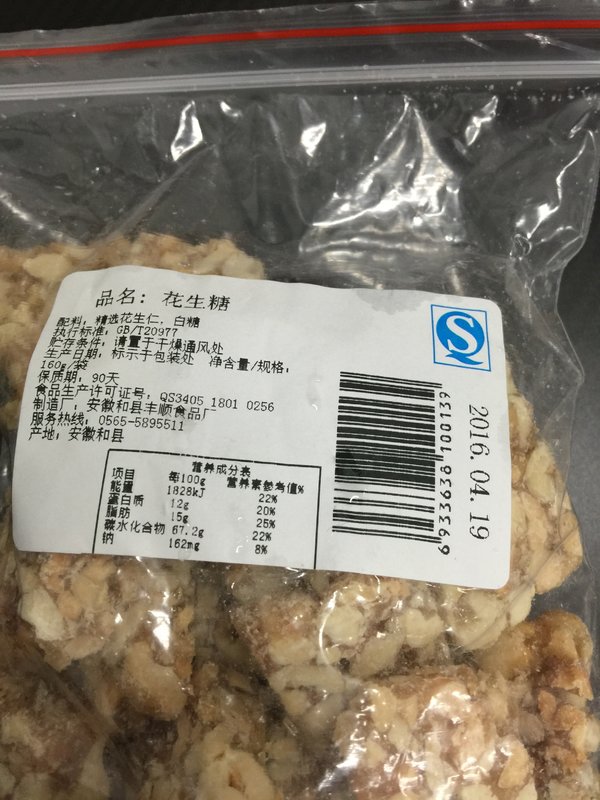 品名：花生糖
配料：精选花生仁，白糖
执行标准：GB/T20977
贮存条件：请置于干燥通风处
生产日期：标示于包装处 净含量/规格：
160g/袋
保质期：90天
食品生产许可证号：QS3405 1801 0256
制造厂：安徽和县丰顺食品厂
服务热线：0565-5895511
产地：安徽和县
营养成分表
项目 每100g 营养素参考值%
能量 1828kJ 22%
蛋白质 12g 20%
脂肪 15g 25%
碳水化合物 67.2g 22%
钠 162mg 8%
6933636100139
2016.04.19